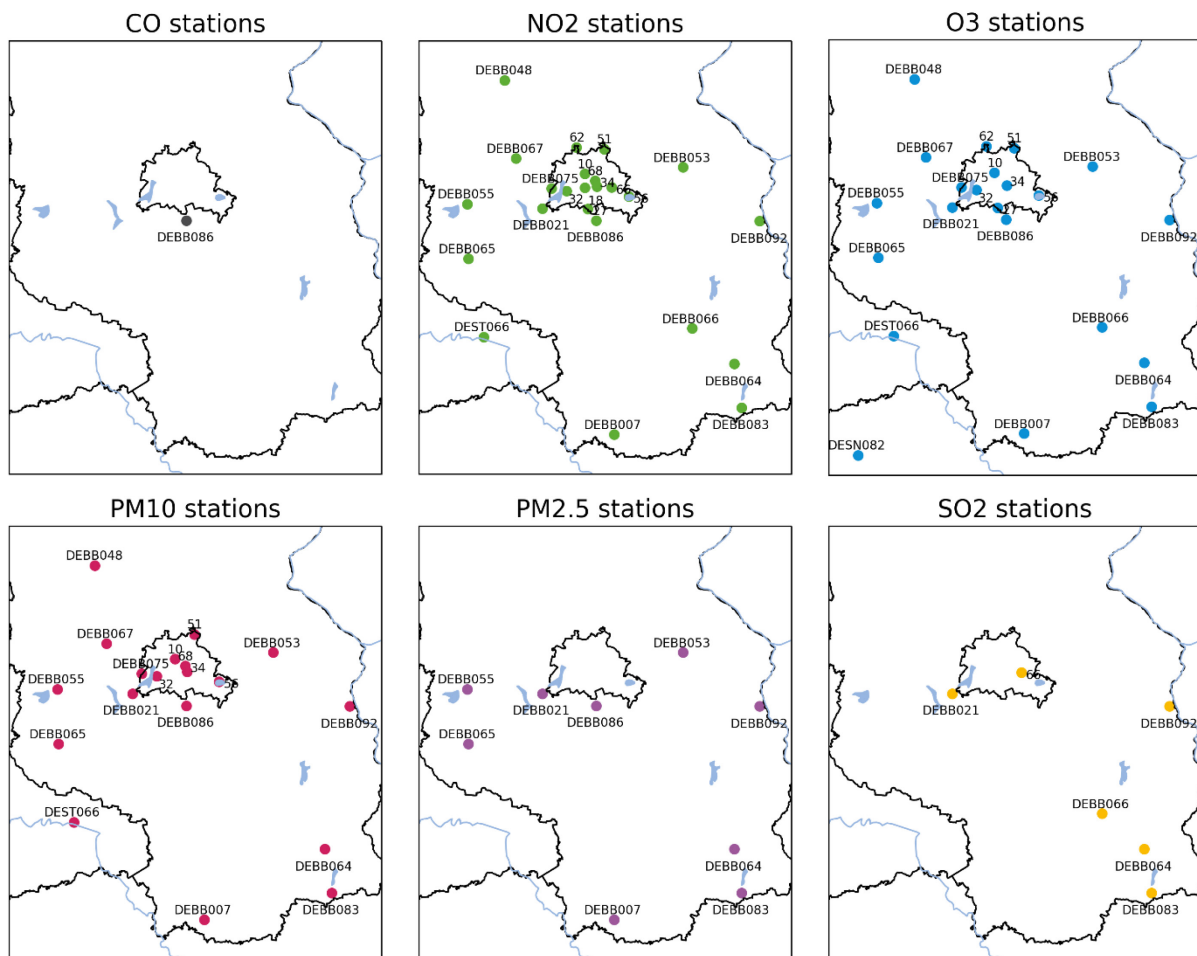 CO stations
DEBB086
NO2 stations
DEBB048
62
51
DEBB067
DEBB053
10
68
DEBB075
34
66
DEBB055
32
18
56
27
DEBB021
DEBB086
DEBB092
DEBB065
DEST066
DEBB066
DEBB064
DEBB083
DEBB007
O3 stations
DEBB048
62
51
DEBB067
DEBB053
10
DEBB075
34
DEBB055
32
56
27
DEBB021
DEBB086
DEBB092
DEBB065
DEST066
DEBB066
DEBB064
DEBB083
DEBB007
DESN082
PM10 stations
DEBB048
51
DEBB067
DEBB053
10
68
DEBB075
34
DEBB055
32
56
DEBB021
DEBB086
DEBB092
DEBB065
DEST066
DEBB064
DEBB083
DEBB007
PM2.5 stations
DEBB053
DEBB055
DEBB021
DEBB086
DEBB092
DEBB065
DEBB064
DEBB083
DEBB007
SO2 stations
66
DEBB021
DEBB092
DEBB066
DEBB064
DEBB083